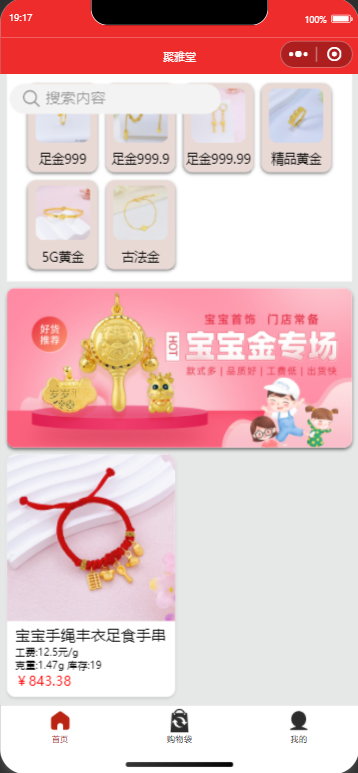 19:17
100%
聚雅堂
搜索内容
足金999
足金999.9
足金999.99
精品黄金
5G黄金
古法金
好货
推荐
宝宝首饰 门店常备
HOT
宝宝金专场
款式多 | 品质好 | 工费低 | 出货快
宝宝手绳丰衣足食手串
工费:12.5元/g
克重:1.47g 库存:19
￥843.38
首页
购物袋
我的